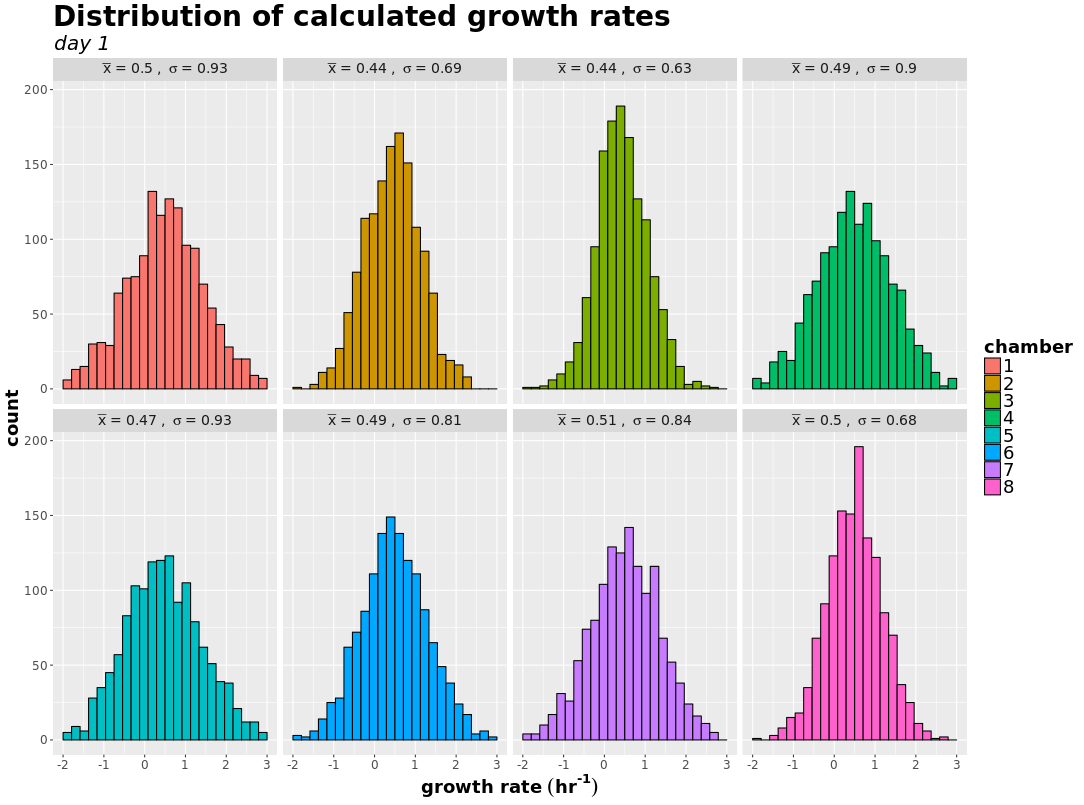 Distribution of calculated growth rates
day 1
x̅ = 0.5 , σ = 0.93
x̅ = 0.44 , σ = 0.69
x̅ = 0.44 , σ = 0.63
x̅ = 0.49 , σ = 0.9
200
150
100
50
0
x̅ = 0.47 , σ = 0.93
x̅ = 0.49 , σ = 0.81
x̅ = 0.51 , σ = 0.84
x̅ = 0.5 , σ = 0.68
200
150
100
50
0
-2 -1 0 1 2 3
-2 -1 0 1 2 3
-2 -1 0 1 2 3
-2 -1 0 1 2 3
count
growth rate (hr⁻¹)
chamber
1
2
3
4
5
6
7
8